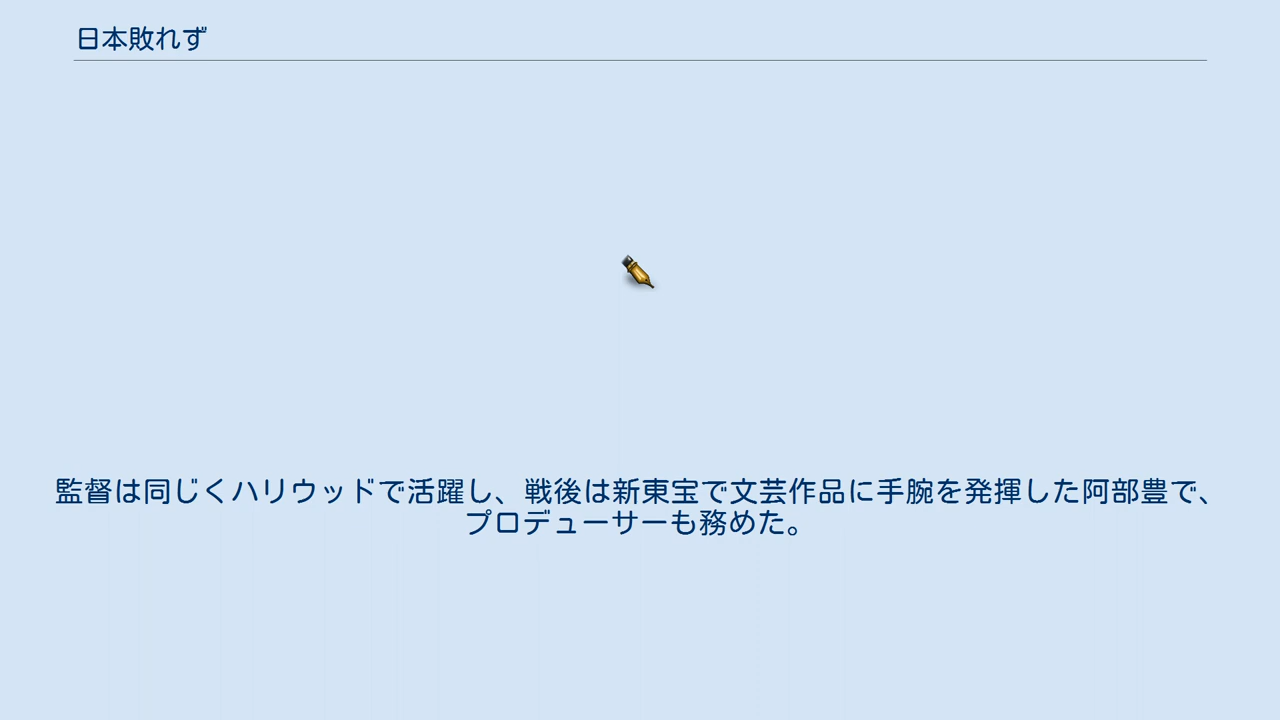 日本敗れず
監督は同じくハリウッドで活躍し、戦後は新東宝で文芸作品に手腕を発揮した阿部豊で、
プロデューサーも務めた。